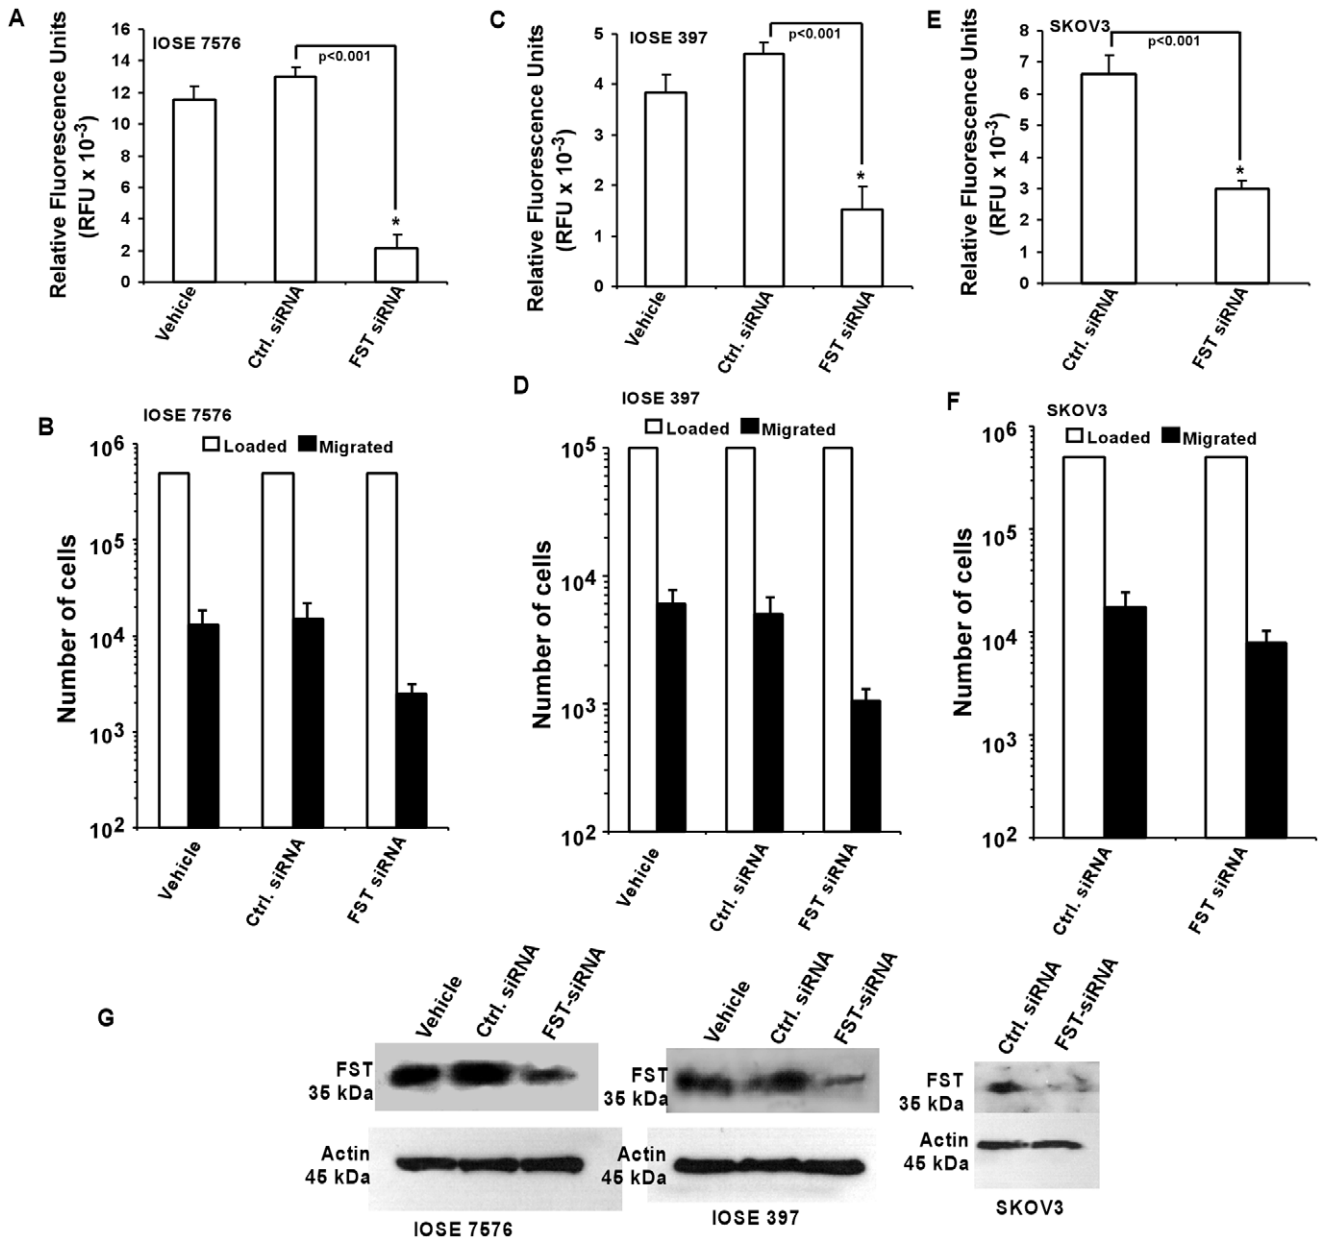 A
IOSE 7576
Relative Fluorescence Units
(RFU x 10-3)
16
14
12
10
8
6
4
2
0
p<0.001
*
Vehicle
Ctrl. siRNA
FST siRNA
C
IOSE 397
Relative Fluorescence Units
(RFU x 10-3)
5
4
3
2
1
0
p<0.001
*
Vehicle
Ctrl. siRNA
FST siRNA
E
SKOV3
Relative Fluorescence Units
(RFU x 10-3)
8
7
6
5
4
3
2
1
0
p<0.001
*
Ctrl. siRNA
FST siRNA
B
IOSE 7576
Loaded Migrated
Number of cells
106
105
104
103
102
Vehicle
Ctrl. siRNA
FST siRNA
D
IOSE 397
Loaded Migrated
Number of cells
105
104
103
102
Vehicle
Ctrl. siRNA
FST siRNA
F
SKOV3
Loaded Migrated
Number of cells
106
105
104
103
102
Ctrl. siRNA
FST siRNA
G
Vehicle
Ctrl. siRNA
FST-siRNA
FST
35 kDa
Actin
45 kDa
IOSE 7576
Vehicle
Ctrl. siRNA
FST-siRNA
FST
35 kDa
Actin
45 kDa
IOSE 397
Ctrl. siRNA
FST-siRNA
FST
35 kDa
Actin
45 kDa
SKOV3